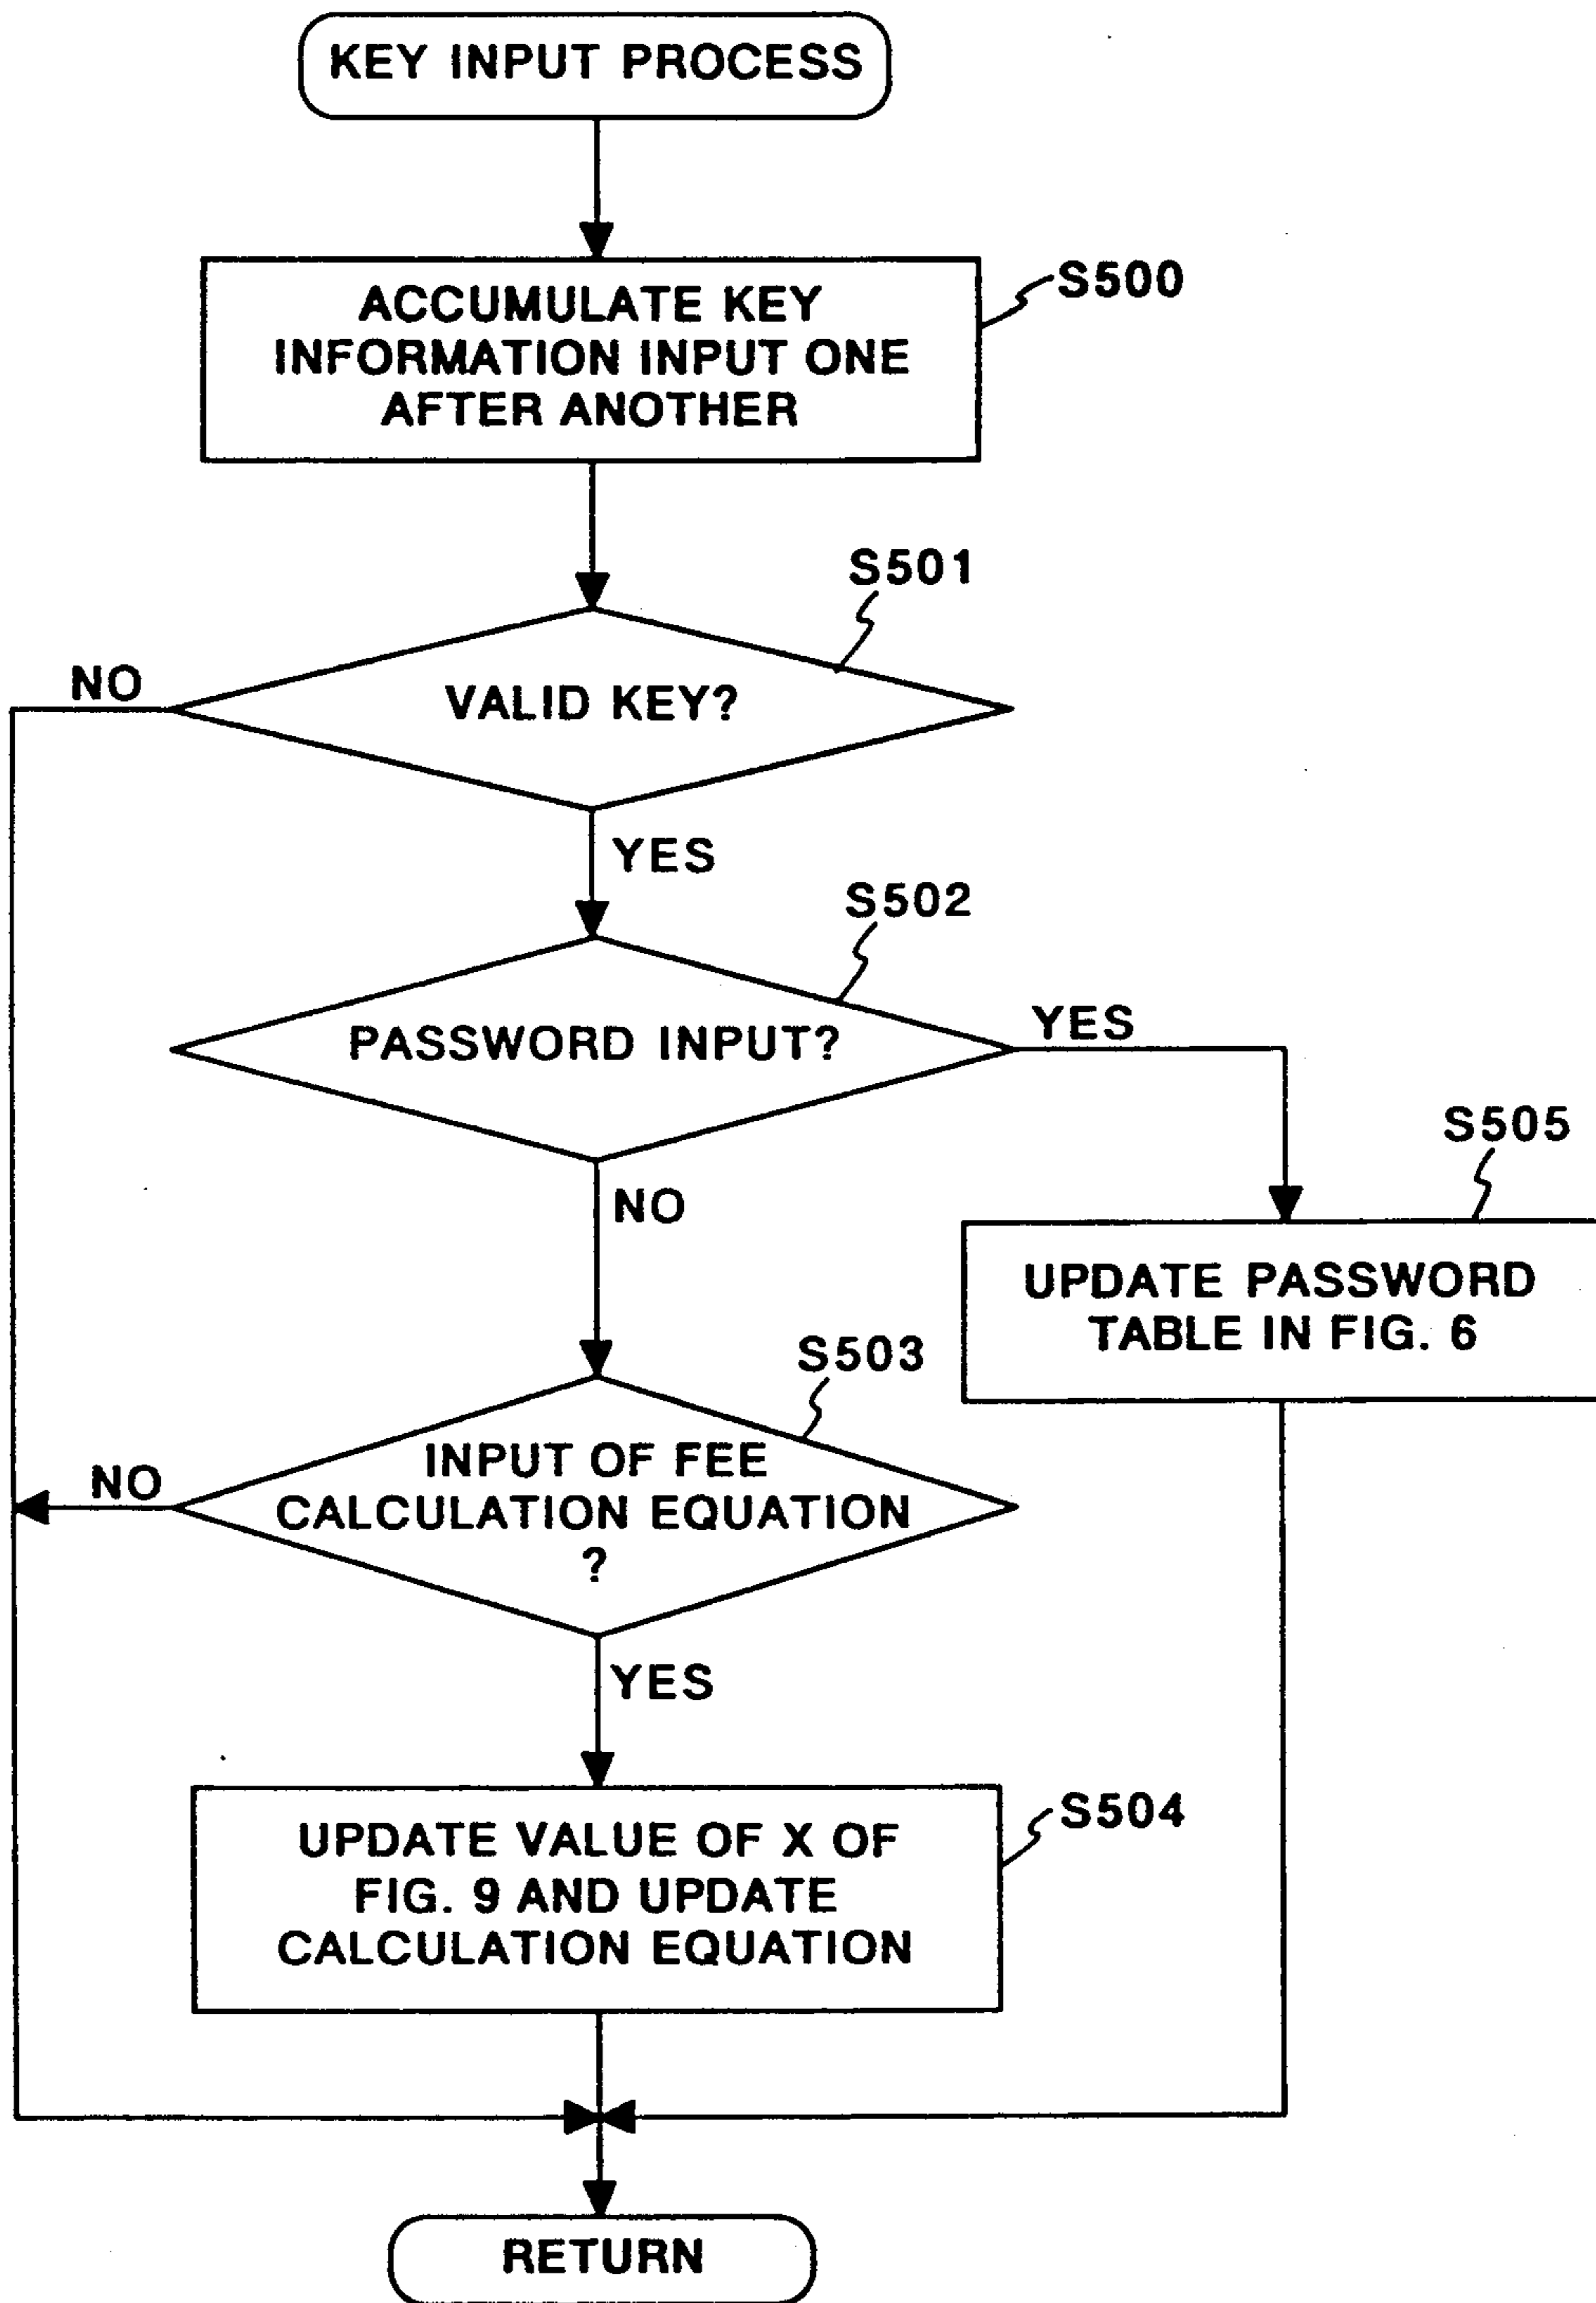 KEY INPUT PROCESS
ACCUMULATE KEY
INFORMATION INPUT ONE
AFTER ANOTHER
S500
S501
VALID KEY?
NO
YES
S502
PASSWORD INPUT?
YES
NO
S505
UPDATE PASSWORD
TABLE IN FIG. 6
S503
INPUT OF FEE
CALCULATION EQUATION
?
NO
YES
S504
UPDATE VALUE OF X OF
FIG. 9 AND UPDATE
CALCULATION EQUATION
RETURN